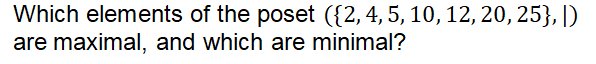 Which elements of the poset ({2, 4, 5, 10, 12, 20, 25}, |)
are maximal, and which are minimal?